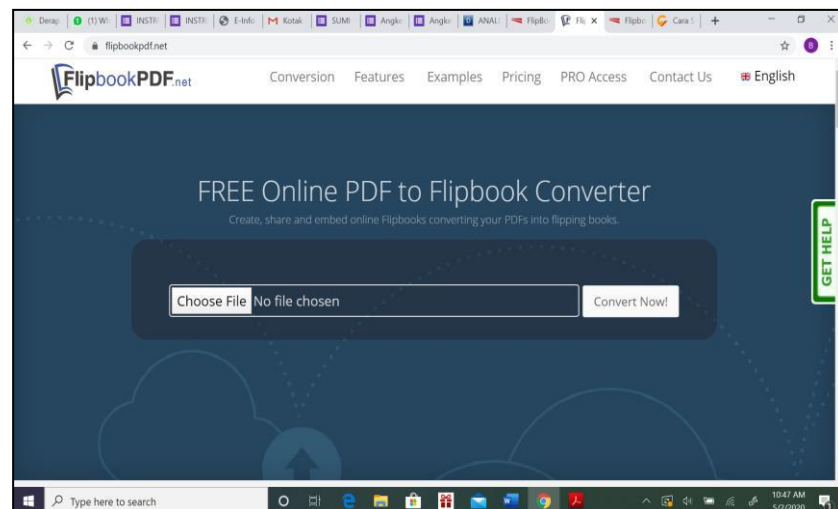 Derap (1) W INSTR INSTR E-Info Kotak SUMI Angke Angke ANALI FlipBo Fli Flipbo Cara S
flipbookpdf.net
FlipbookPDF.net Conversion Features Examples Pricing PRO Access Contact Us English
FREE Online PDF to Flipbook Converter
Create, share and embed online Flipbooks converting your PDFs into flipping books.
GET HELP
Choose File No file chosen Convert Now!
Type here to search
10:47 AM
5/2/2020